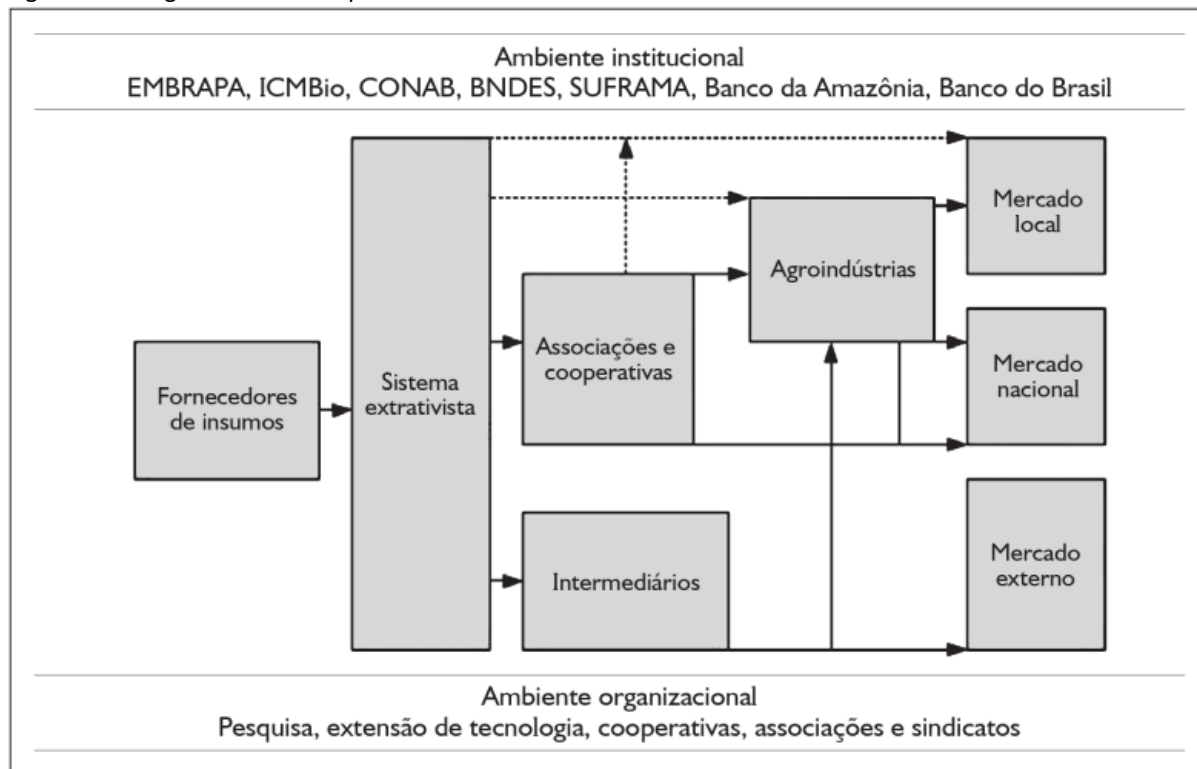 Ambiente institucional
EMBRAPA, ICMBio, CONAB, BNDES, SUFRAMA, Banco da Amazônia, Banco do Brasil
Mercado
local
Agroindústrias
Associações e
cooperativas
Mercado
nacional
Fornecedores
de insumos
Sistema
extrativista
Intermediários
Mercado
externo
Ambiente organizacional
Pesquisa, extensão de tecnologia, cooperativas, associações e sindicatos